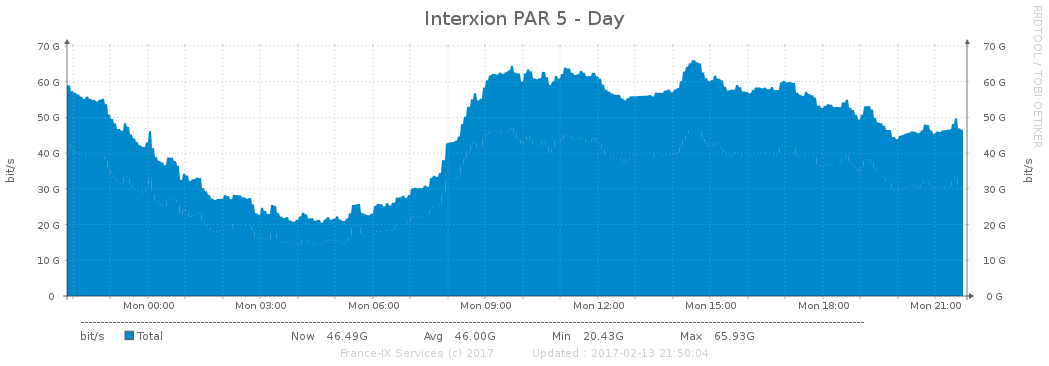 Interxion PAR 5 - Day
RRDTOOL / TOBI OETIKER
70 G 70 G
60 G 60 G
50 G 50 G
40 G 40 G
30 G 30 G
20 G 20 G
10 G 10 G
0 0 G
bit/s bit/s
Mon 00:00 Mon 03:00 Mon 06:00 Mon 09:00 Mon 12:00 Mon 15:00 Mon 18:00 Mon 21:00
bit/s Total Now 46.49G Avg 46.00G Min 20.43G Max 65.93G
France-IX Services (c) 2017 Updated : 2017-02-13 21:50:04